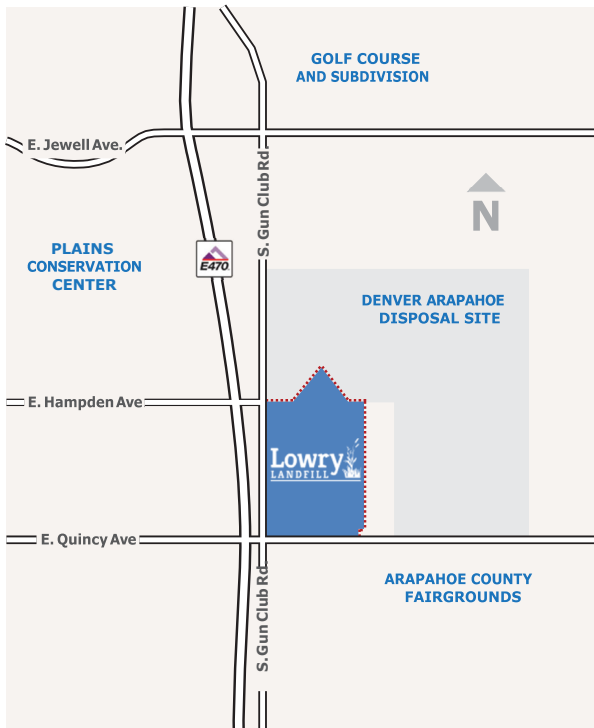 GOLF COURSE
AND SUBDIVISION
E. Jewell Ave.
S. Gun Club Rd
N
PLAINS
CONSERVATION
CENTER
E470
DENVER ARAPAHOE
DISPOSAL SITE
E. Hampden Ave
Lowry
LANDFILL
E. Quincy Ave
S. Gun Club Rd
ARAPAHOE COUNTY
FAIRGROUNDS